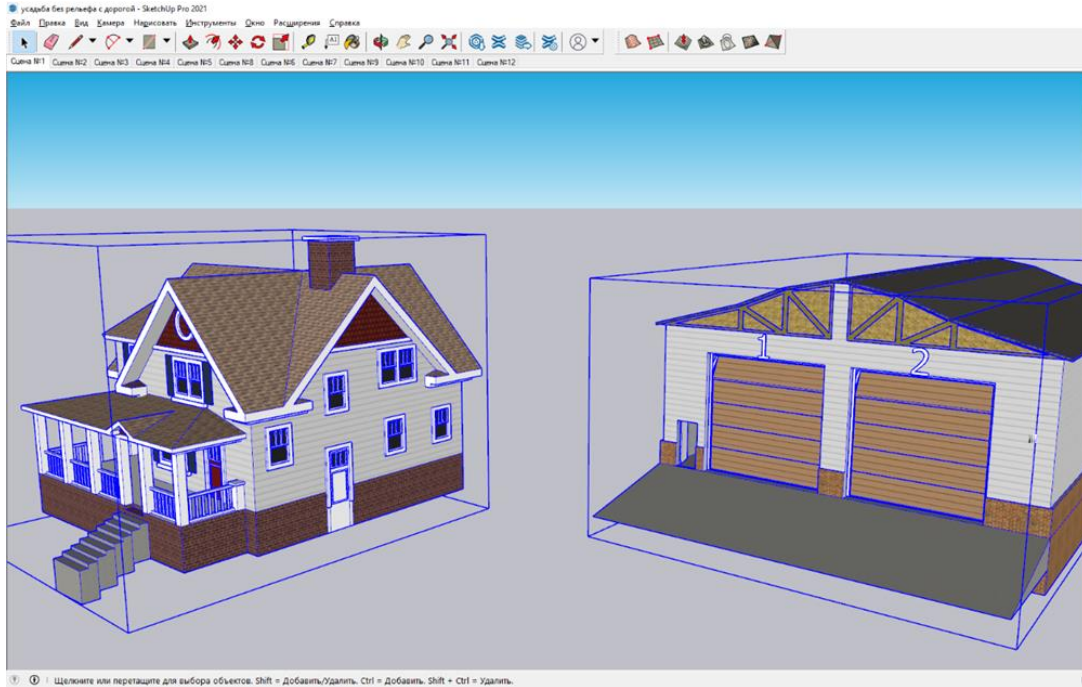 усадьба без рельефа с дорогой - SketchUp Pro 2021
Файл Правка Вид Камера Нарисовать Инструменты Окно Расширения Справка
Сцена №1 Сцена №2 Сцена №3 Сцена №4 Сцена №5 Сцена №8 Сцена №6 Сцена №7 Сцена №9 Сцена №10 Сцена №11 Сцена №12
1 2
Щелкните или перетащите для выбора объектов. Shift = Добавить/Удалить. Ctrl = Добавить. Shift + Ctrl = Удалить.